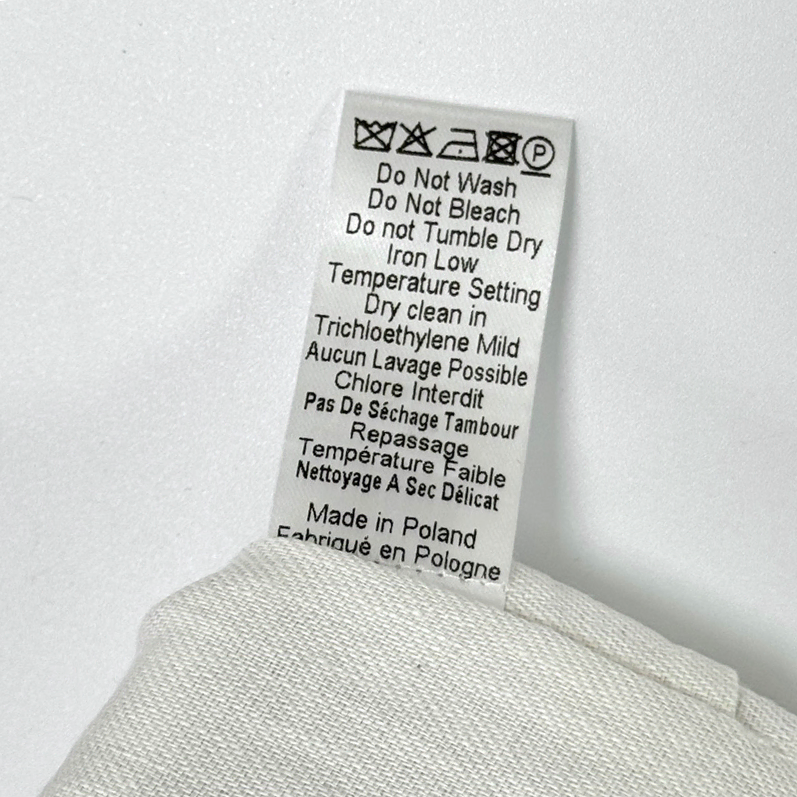 P
Do Not Wash
Do Not Bleach
Do not Tumble Dry
Iron Low
Temperature Setting
Dry clean in
Trichloethylene Mild
Aucun Lavage Possible
Chlore Interdit
Pas De Séchage Tambour
Repassage
Température Faible
Nettoyage A Sec Délicat
Made in Poland
Fabriqué en Pologne